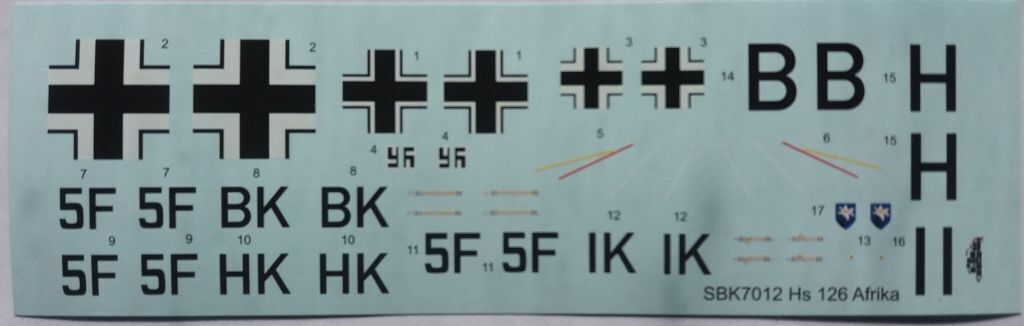 2 2 1 1 3 3 14 BB 15 H
4 4 5 6 15 H
7 7 8 8
5F 5F BK BK 17
9 9 10 10 11 5F 11 5F 12 IK 12 IK 13 16 II
5F 5F HK HK
SBK7012 Hs 126 Afrika